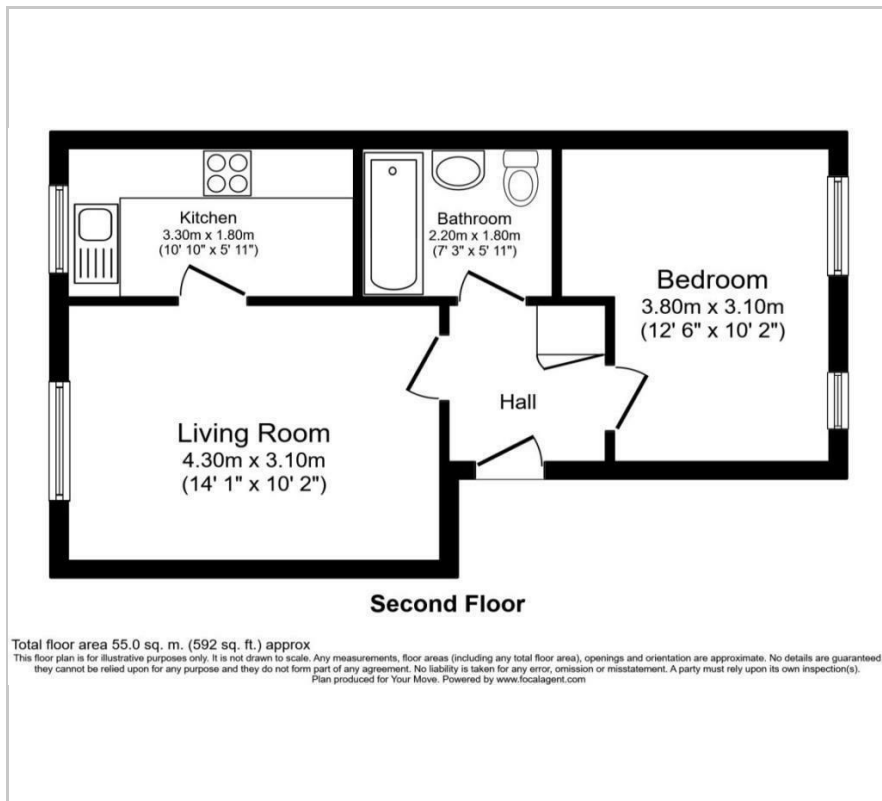 Kitchen
3.30m x 1.80m
(10' 10" x 5' 11")
Bathroom
2.20m x 1.80m
(7' 3" x 5' 11")
Bedroom
3.80m x 3.10m
(12' 6" x 10' 2")
Hall
Living Room
4.30m x 3.10m
(14' 1" x 10' 2")
Second Floor
Total floor area 55.0 sq. m. (592 sq. ft.) approx
This floor plan is for illustrative purposes only. It is not drawn to scale. Any measurements, floor areas (including any total floor area), openings and orientation are approximate. No details are guaranteed,
they cannot be relied upon for any purpose and they do not form part of any agreement. No liability is taken for any error, omission or misstatement. A party must rely upon its own inspection(s).
Plan produced for Your Move. Powered by www.focalagent.com